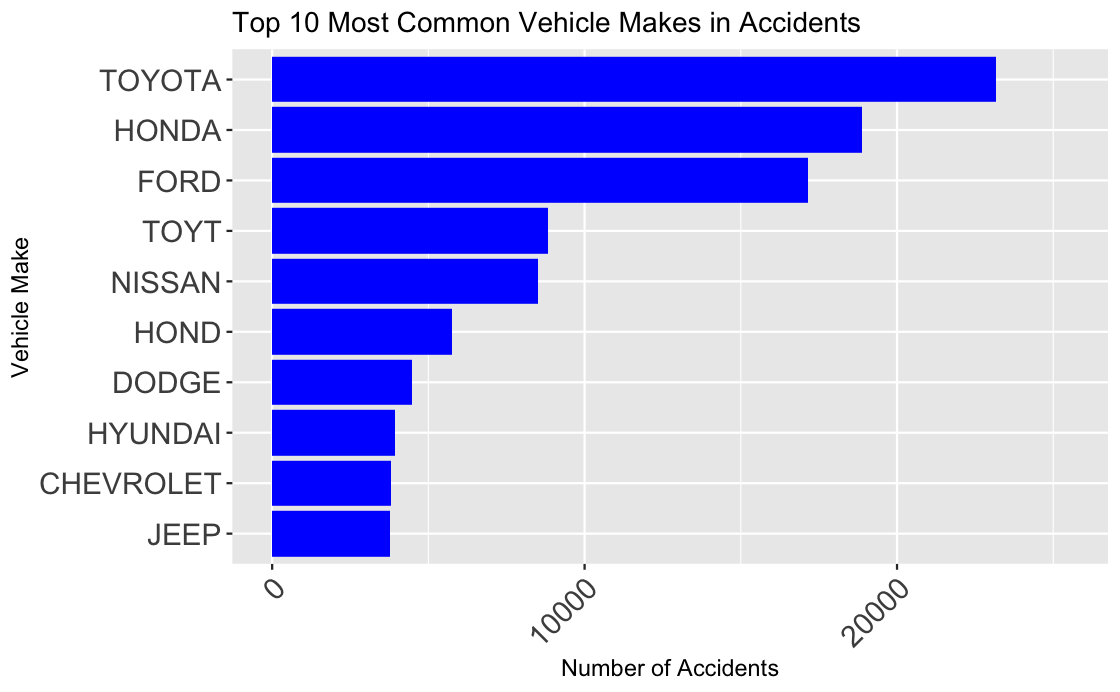 Top 10 Most Common Vehicle Makes in Accidents
Vehicle Make
TOYOTA
HONDA
FORD
TOYT
NISSAN
HOND
DODGE
HYUNDAI
CHEVROLET
JEEP
0
10000
20000
Number of Accidents